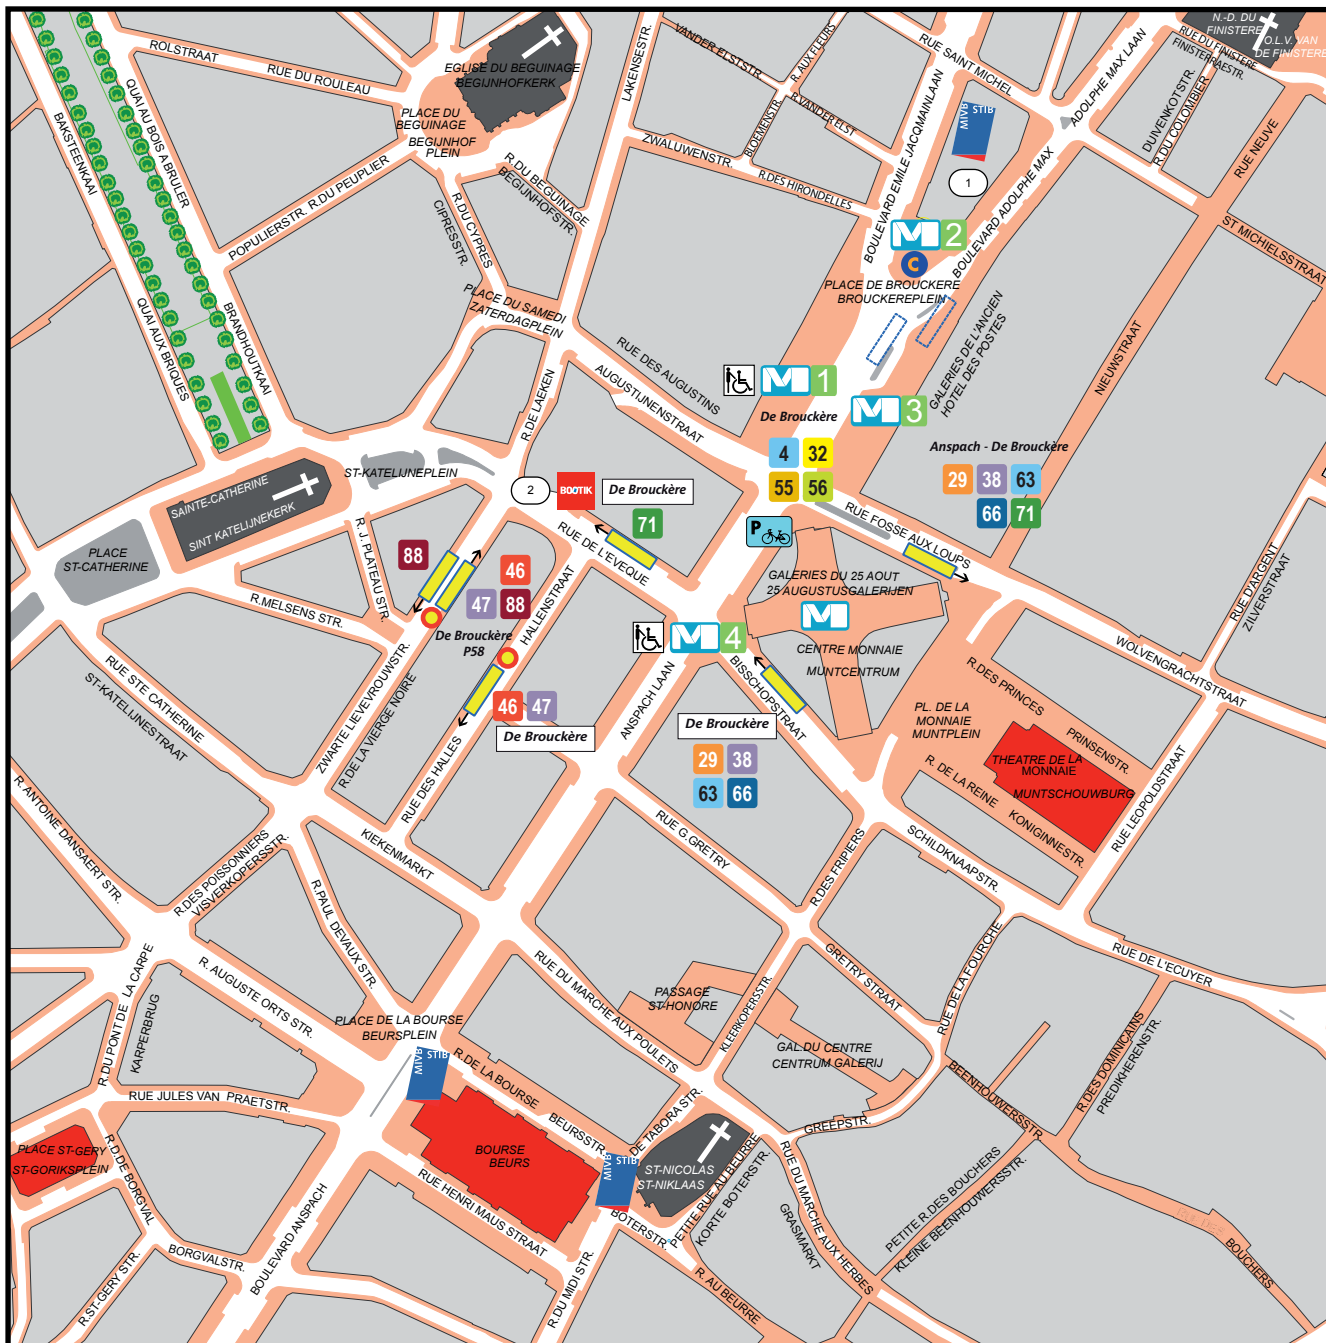 N.-D. DU
FINISTERE
O.L.V. VAN
DE FINISTERE
RUE DU FINISTERE
FINISTERRAESTR.
ROLSTRAAT
RUE DU ROULEAU
QUAI AU BOIS A BRULER
BAKSTEENKAAI
EGLISE DU BEGUINAGE
BEGIJNHOFKERK
PLACE DU
BEGUINAGE
BEGIJNHOF
PLEIN
LAKENSESTR.
VANDER ELSTSTR.
R. AUX FLEURS
R.VANDER ELST
BLOEMENSTR.
ZWALUWENSTR.
R.DES HIRONDELLES
BOULEVARD EMILE JACQMAINLAAN
RUE SAINT MICHEL
ADOLPHE MAX LAAN
BOULEVARD ADOLPHE MAX
MIVB STIB
1
DUIVENKOTSTR.
R.DU COLOMBIER
RUE NEUVE
ST MICHIELSSTRAAT
POPULIERSTR. R.DU PEUPLIER
R.DU BEGUINAGE
BEGIJNHOFSTR.
R.DU CYPRES
CIPRESSTR.
M 2
C
PLACE DE BROUCKERE
BROUCKEREPLEIN
PLACE DU SAMEDI
ZATERDAGPLEIN
QUAI AUX BRIQUES
BRANDHOUTKAAI
RUE DES AUGUSTINS
AUGUSTIJNENSTRAAT
R.DE LAEKEN
GALERIES DE L'ANCIEN
HOTEL DES POSTES
NIEUWSTRAAT
M 1
De Brouckère
M 3
4 32
55 56
Anspach - De Brouckère
29 38 63
66 71
ST-KATELIJNEPLEIN
SAINTE-CATHERINE
SINT KATELIJNEKERK
2
BOOTIK
De Brouckère
71
RUE DE L'EVEQUE
P
RUE FOSSE AUX LOUPS
PLACE
ST-CATHERINE
R. J. PLATEAU STR.
R.MELSENS STR.
88
46
47 88
De Brouckère
P58
HALLENSTRAAT
GALERIES DU 25 AOUT
25 AUGUSTUSGALERIJEN
M
CENTRE MONNAIE
MUNTCENTRUM
R.DES PRINCES
PRINSENSTR.
WOLVENGRACHTSTRAAT
RUE D'ARGENT
ZILVERSTRAAT
M 4
BISSCHOPSTRAAT
ANSPACH LAAN
RUE STE CATHERINE
ST-KATELIJNESTRAAT
ZWARTE LIEVEVROUWSTR.
R.DE LA VIERGE NOIRE
RUE DES HALLES
46 47
De Brouckère
De Brouckère
29 38
63 66
PL. DE LA
MONNAIE
MUNTPLEIN
THEATRE DE LA
MONNAIE
MUNTSCHOUWBURG
R. DE LA REINE
KONIGINNESTR.
RUE LEOPOLDSTRAAT
R. ANTOINE DANSAERT STR.
R.DES POISSONNIERS
VISVERKOPERSSTR.
KIEKENMARKT
RUE G.GRETRY
R.DES FRIPIERS
SCHILDKNAAPSTR.
R.PAUL DEVAUX STR.
RUE DU MARCHE AUX POULETS
GRETRY STRAAT
RUE DE LA FOURCHE
RUE DE L'ECUYER
R. AUGUSTE ORTS STR.
R.DU PONT DE LA CARPE
KARPERBRUG
PASSAGE
ST-HONORE
KLEERKOPERSSTR.
GAL.DU CENTRE
CENTRUM GALERIJ
PLACE DE LA BOURSE
BEURSPLEIN
MIVB STIB
R.DE LA BOURSE
BEURSSTR.
RUE JULES VAN PRAETSTR.
BOURSE
BEURS
MIVB STIB
DE TABORA STR.
ST-NICOLAS
ST-NIKLAAS
PETITE RUE AU BEURRE
KORTE BOTERSTR.
GREEPSTR.
BEENHOUWERSSTR.
R.DES DOMINICAINS
PREDIKHERENSTR.
PLACE ST-GERY
ST-GORIKSPLEIN
R.D.DE BORGVAL
BORGVALSTR.
R.ST-GERY STR.
BOULEVARD ANSPACH
RUE HENRI MAUS STRAAT
R.DU MIDI STR.
BOTERSTR.
R. AU BEURRE
RUE DU MARCHE AUX HERBES
GRASMARKT
PETITE R.DES BOUCHERS
KLEINE BEENHOUWERSSTR.
RUE DES
BOUCHERS